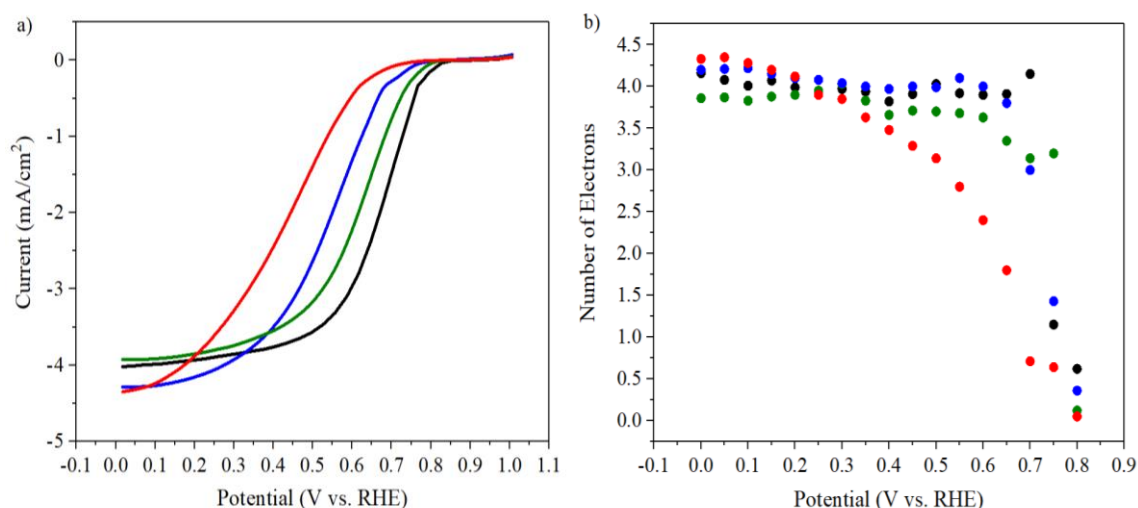 a)
0
-1
-2
-3
-4
-5
Current (mA/cm²)
-0.1 0.0 0.1 0.2 0.3 0.4 0.5 0.6 0.7 0.8 0.9 1.0 1.1
Potential (V vs. RHE)
b)
4.5
4.0
3.5
3.0
2.5
2.0
1.5
1.0
0.5
0.0
Number of Electrons
-0.1 0.0 0.1 0.2 0.3 0.4 0.5 0.6 0.7 0.8 0.9
Potential (V vs. RHE)